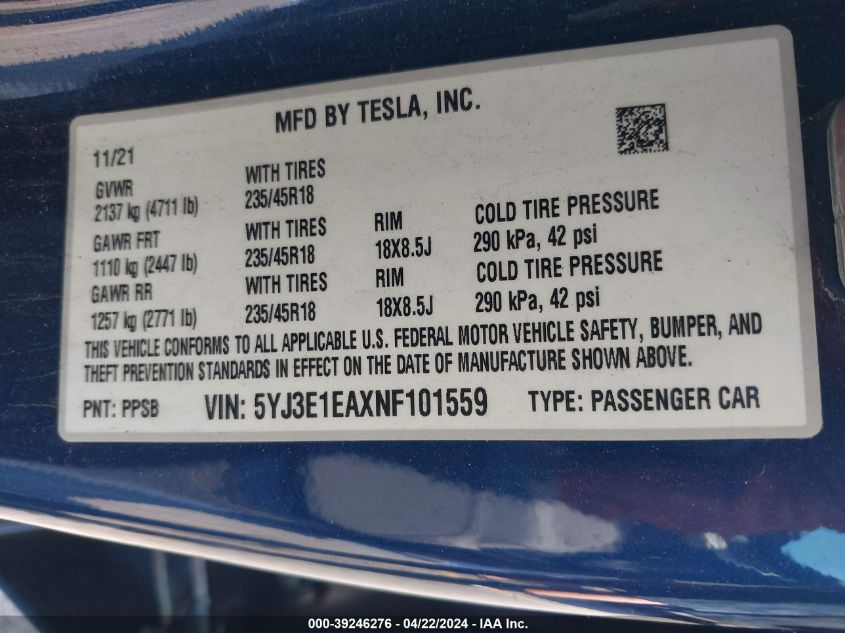 MFD BY TESLA, INC.
11/21
GVWR
2137 kg (4711 lb)
WITH TIRES
235/45R18
GAWR FRT
1110 kg (2447 lb)
WITH TIRES
235/45R18
RIM
18X8.5J
COLD TIRE PRESSURE
290 kPa, 42 psi
GAWR RR
1257 kg (2771 lb)
WITH TIRES
235/45R18
RIM
18X8.5J
COLD TIRE PRESSURE
290 kPa, 42 psi
THIS VEHICLE CONFORMS TO ALL APPLICABLE U.S. FEDERAL MOTOR VEHICLE SAFETY, BUMPER, AND
THEFT PREVENTION STANDARDS IN EFFECT ON THE DATE OF MANUFACTURE SHOWN ABOVE.
PNT: PPSB VIN: 5YJ3E1EAXNF101559 TYPE: PASSENGER CAR
000-39246276 - 04/22/2024 - IAAI.com.